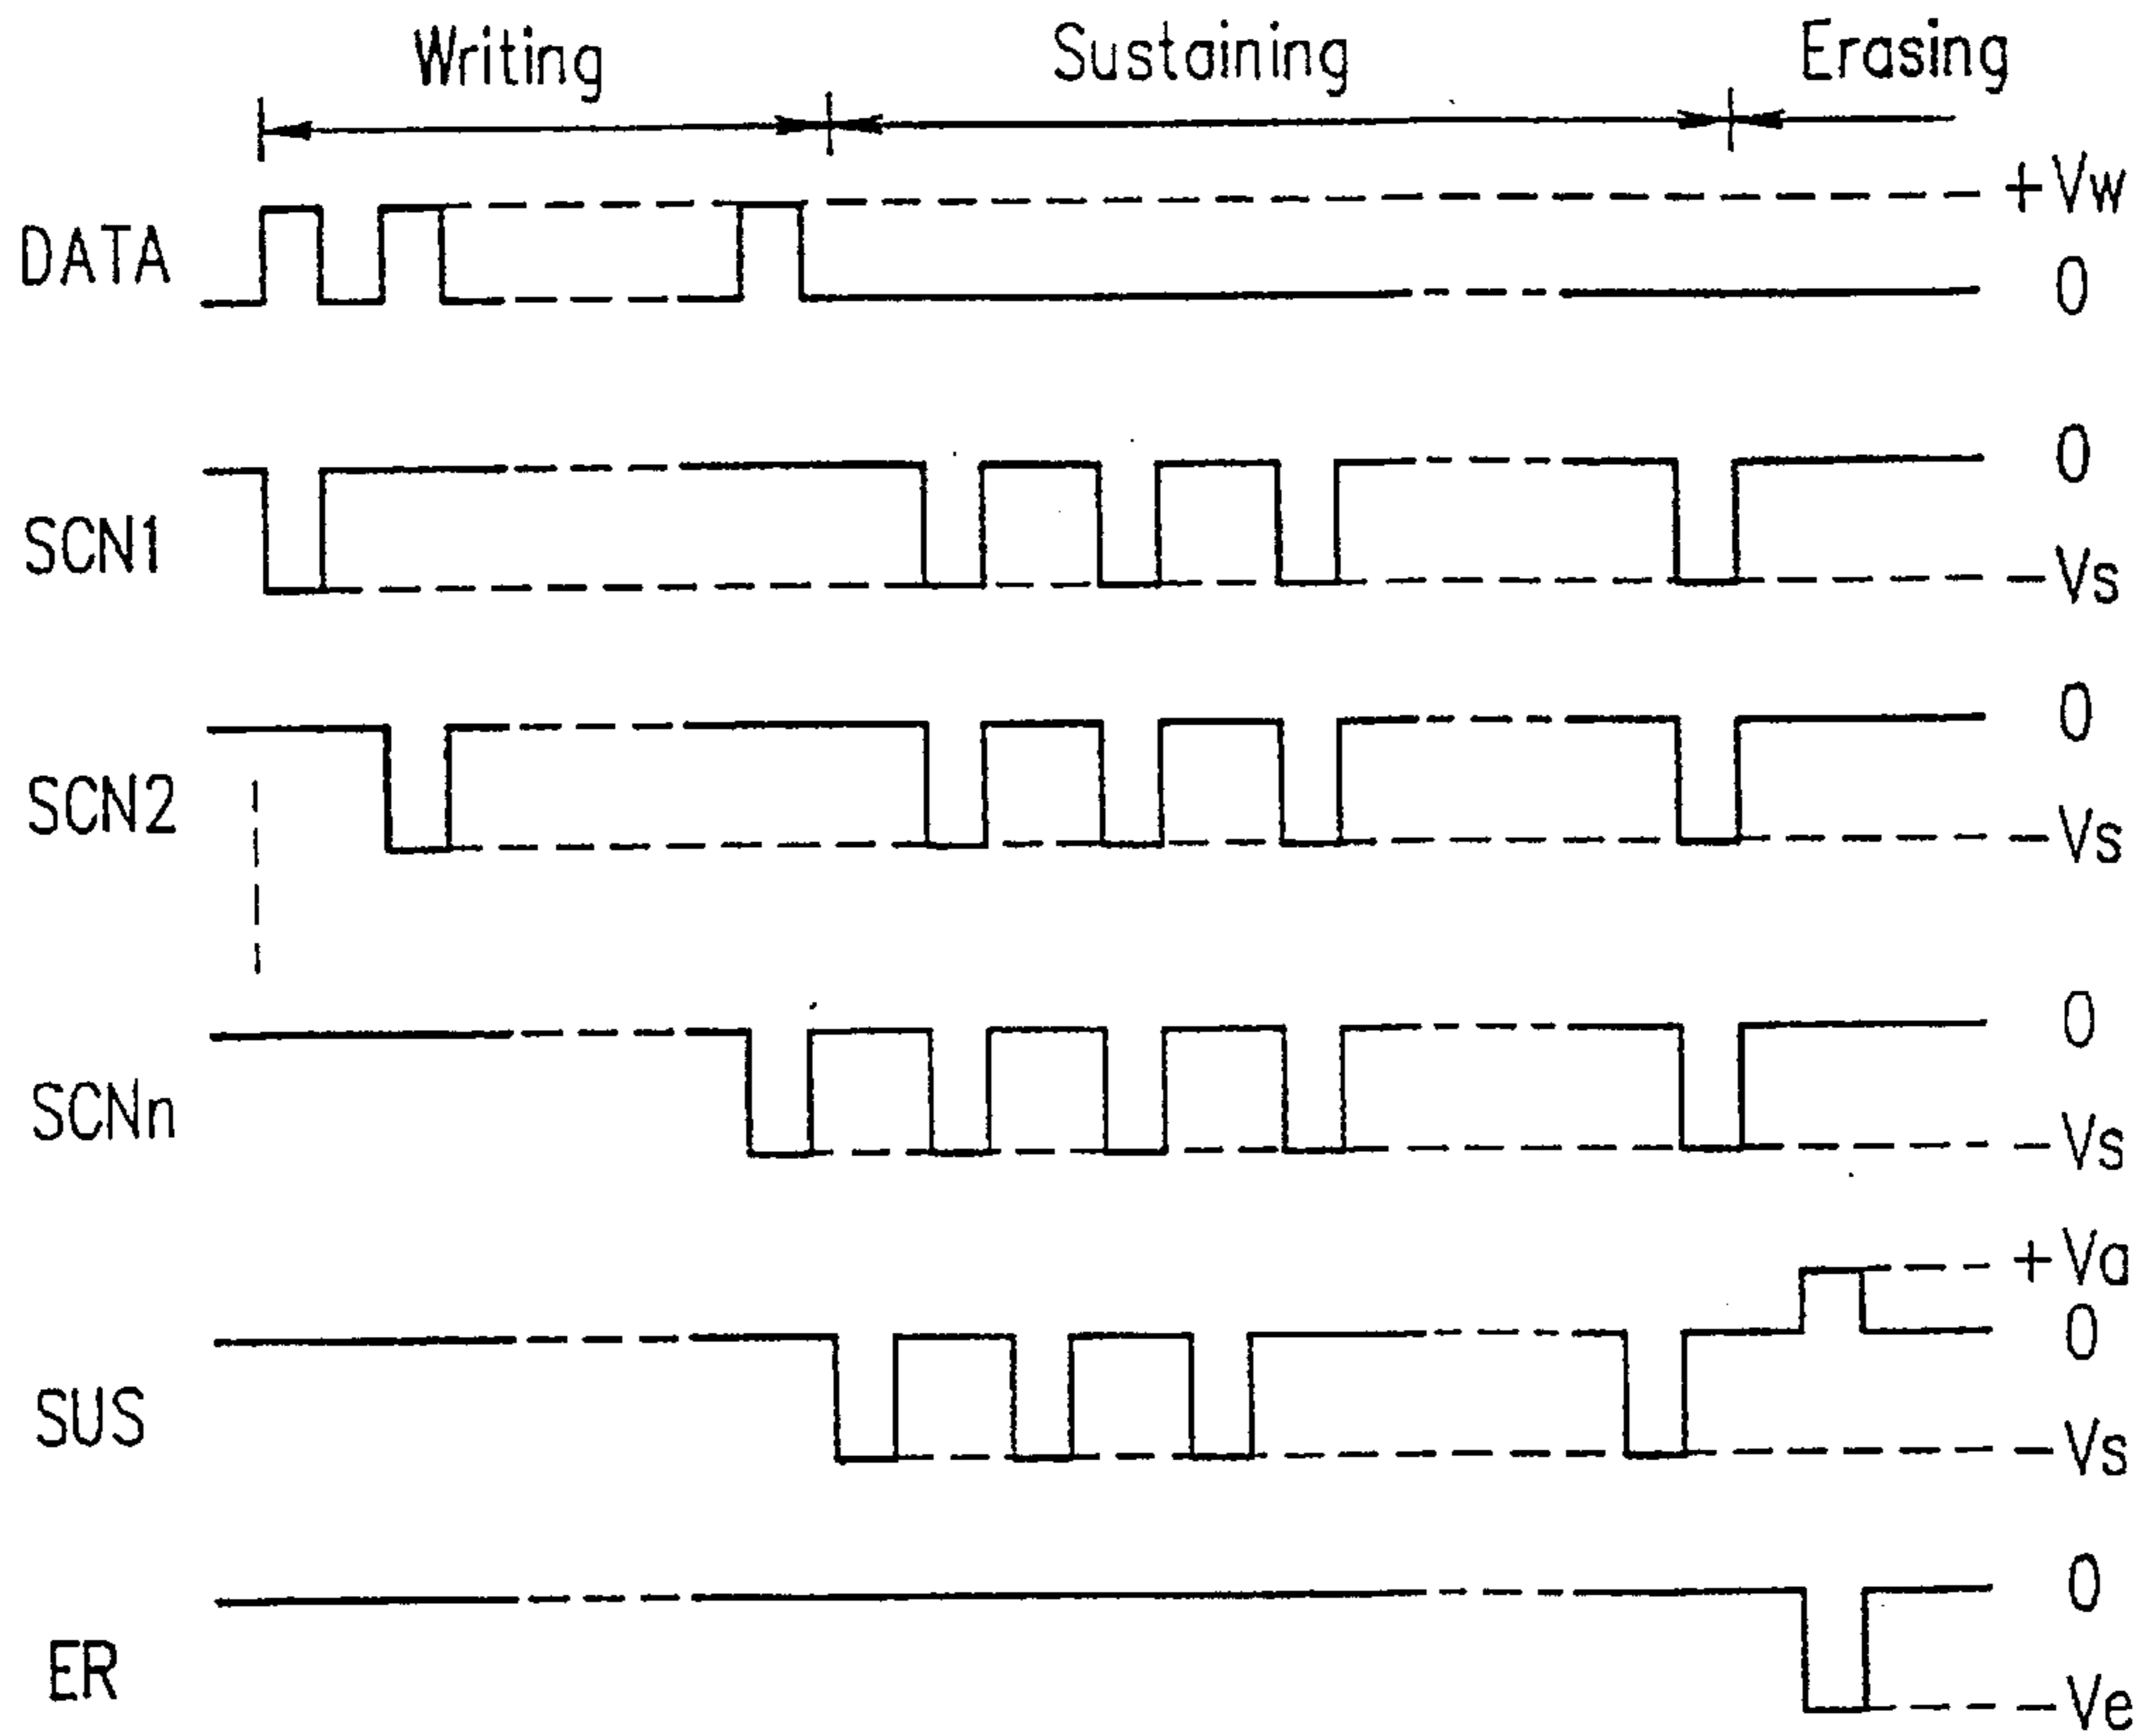 Writing Sustaining Erasing
+Vw
DATA 0
0
SCN1 -Vs
0
SCN2 -Vs
0
SCNn -Vs
+Va
0
SUS -Vs
0
ER -Ve